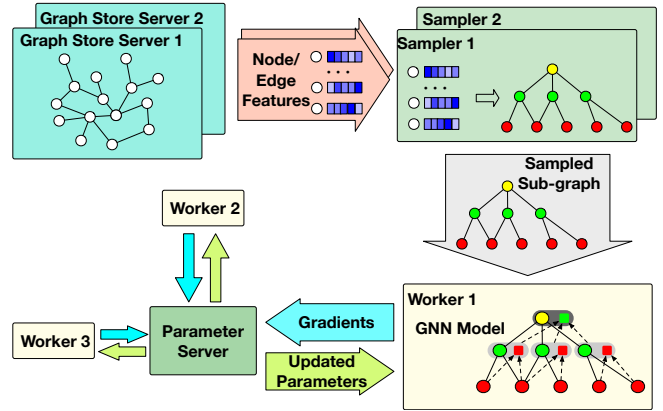 Graph Store Server 2
Graph Store Server 1
Node/
Edge
Features
...
Sampler 2
Sampler 1
...
Sampled
Sub-graph
Worker 2
Worker 3
Parameter
Server
Gradients
Updated
Parameters
Worker 1
GNN Model